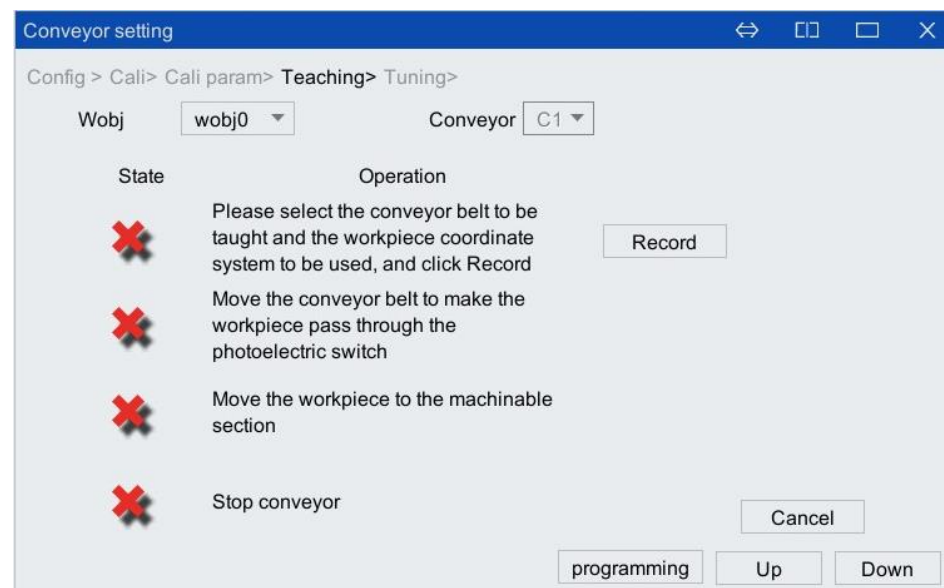 Conveyor setting
Config > Cali> Cali param> Teaching> Tuning>
Wobj wobj0 Conveyor C1
State Operation
Please select the conveyor belt to be
taught and the workpiece coordinate
system to be used, and click Record
Record
Move the conveyor belt to make the
workpiece pass through the
photoelectric switch
Move the workpiece to the machinable
section
Stop conveyor
Cancel
programming Up Down